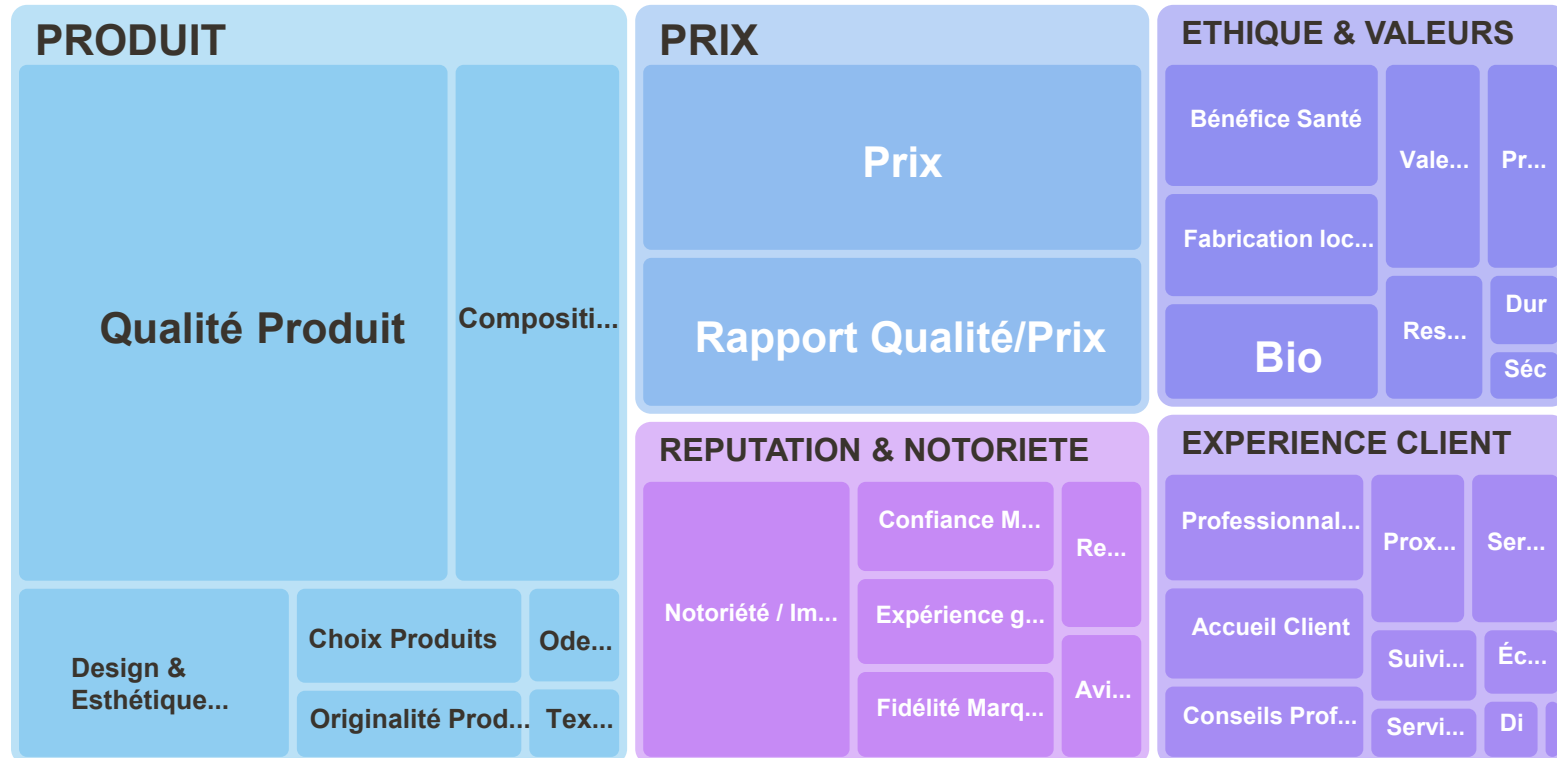 PRODUIT
Qualité Produit
Compositi...
Design &
Esthétique...
Choix Produits
Ode...
Originalité Prod...
Tex...
PRIX
Prix
Rapport Qualité/Prix
REPUTATION & NOTORIETE
Notoriété / Im...
Confiance M...
Re...
Expérience g...
Fidélité Marq...
Avi...
ETHIQUE & VALEURS
Bénéfice Santé
Vale...
Pr...
Fabrication loc...
Bio
Res...
Dur
Séc
EXPERIENCE CLIENT
Professionnal...
Prox...
Ser...
Accueil Client
Suivi...
Éc...
Conseils Prof...
Servi...
Di